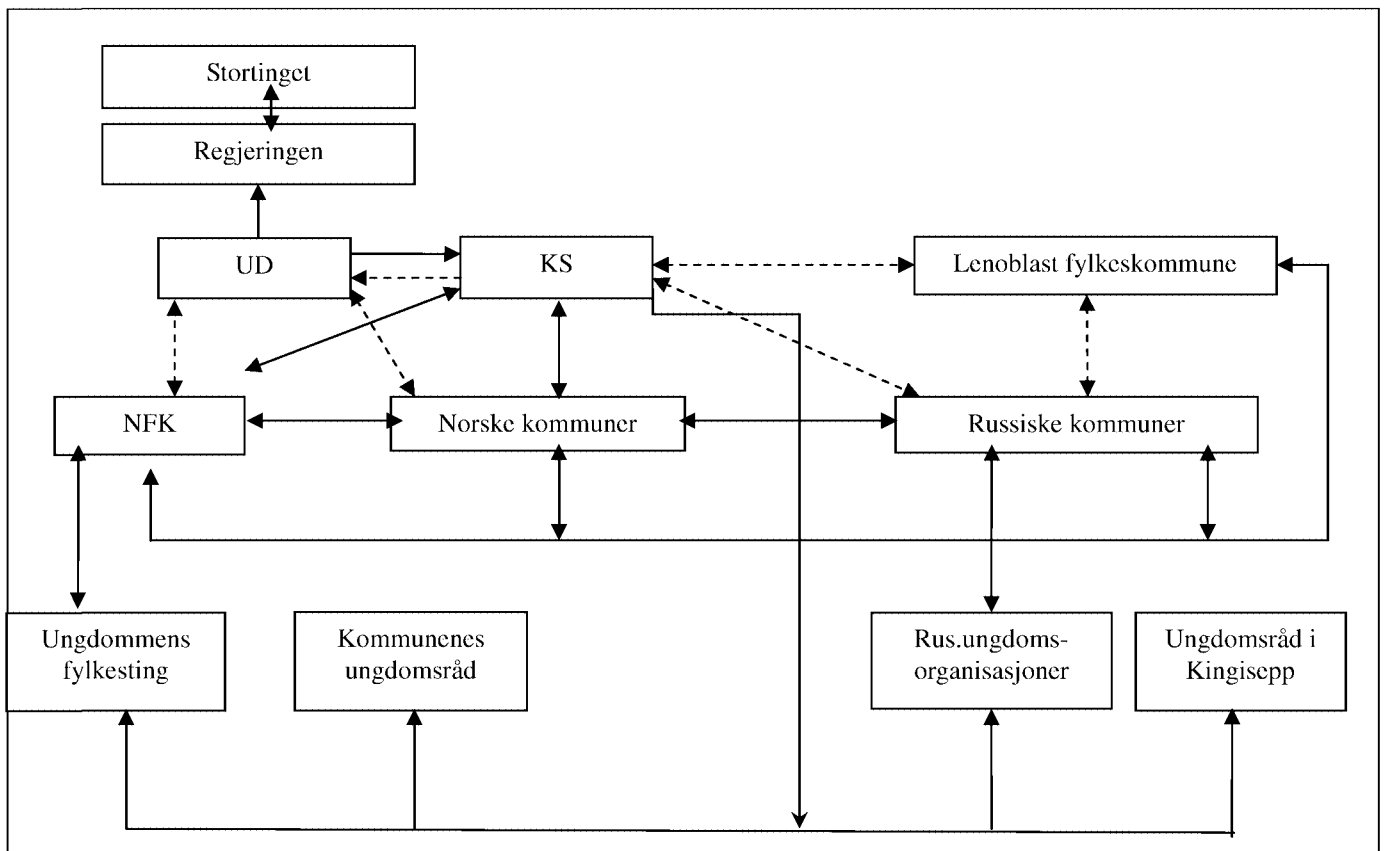 Stortinget
Regjeringen
UD
KS
Lenoblast fylkeskommune
NFK
Norske kommuner
Russiske kommuner
Ungdommens
fylkesting
Kommunenes
ungdomsråd
Rus.ungdoms-
organisasjoner
Ungdomsråd i
Kingisepp